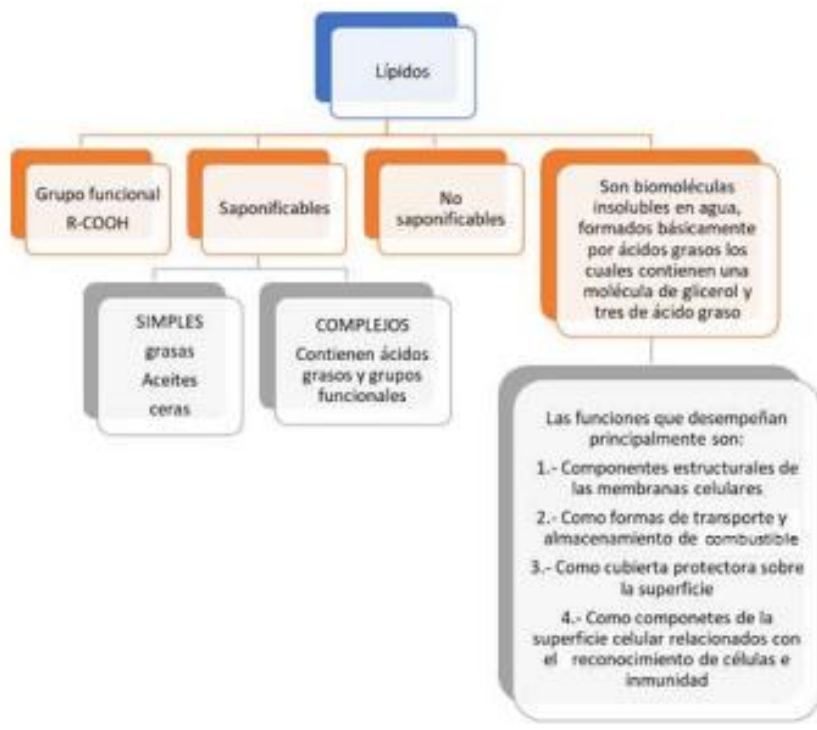 Lípidos
Grupo funcional
R-COOH
Saponificables
No
saponificables
Son biomoléculas
insolubles en agua,
formados básicamente
por ácidos grasos los
cuales contienen una
molécula de glicerol y
tres de ácido graso
SIMPLES
grasas
Aceites
ceras
COMPLEJOS
Contienen ácidos
grasos y grupos
funcionales
Las funciones que desempeñan
principalmente son:
1.- Componentes estructurales de
las membranas celulares
2.- Como formas de transporte y
almacenamiento de combustible
3.- Como cubierta protectora sobre
la superficie
4.- Como componetes de la
superficie celular relacionados con
el reconocimiento de células e
inmunidad